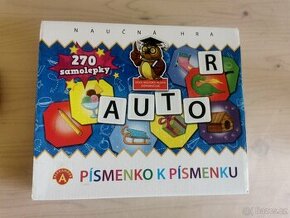 NAUČNÁ HRA
270
samolepky
R
AUTO
A
PÍSMENKO K PÍSMENKU